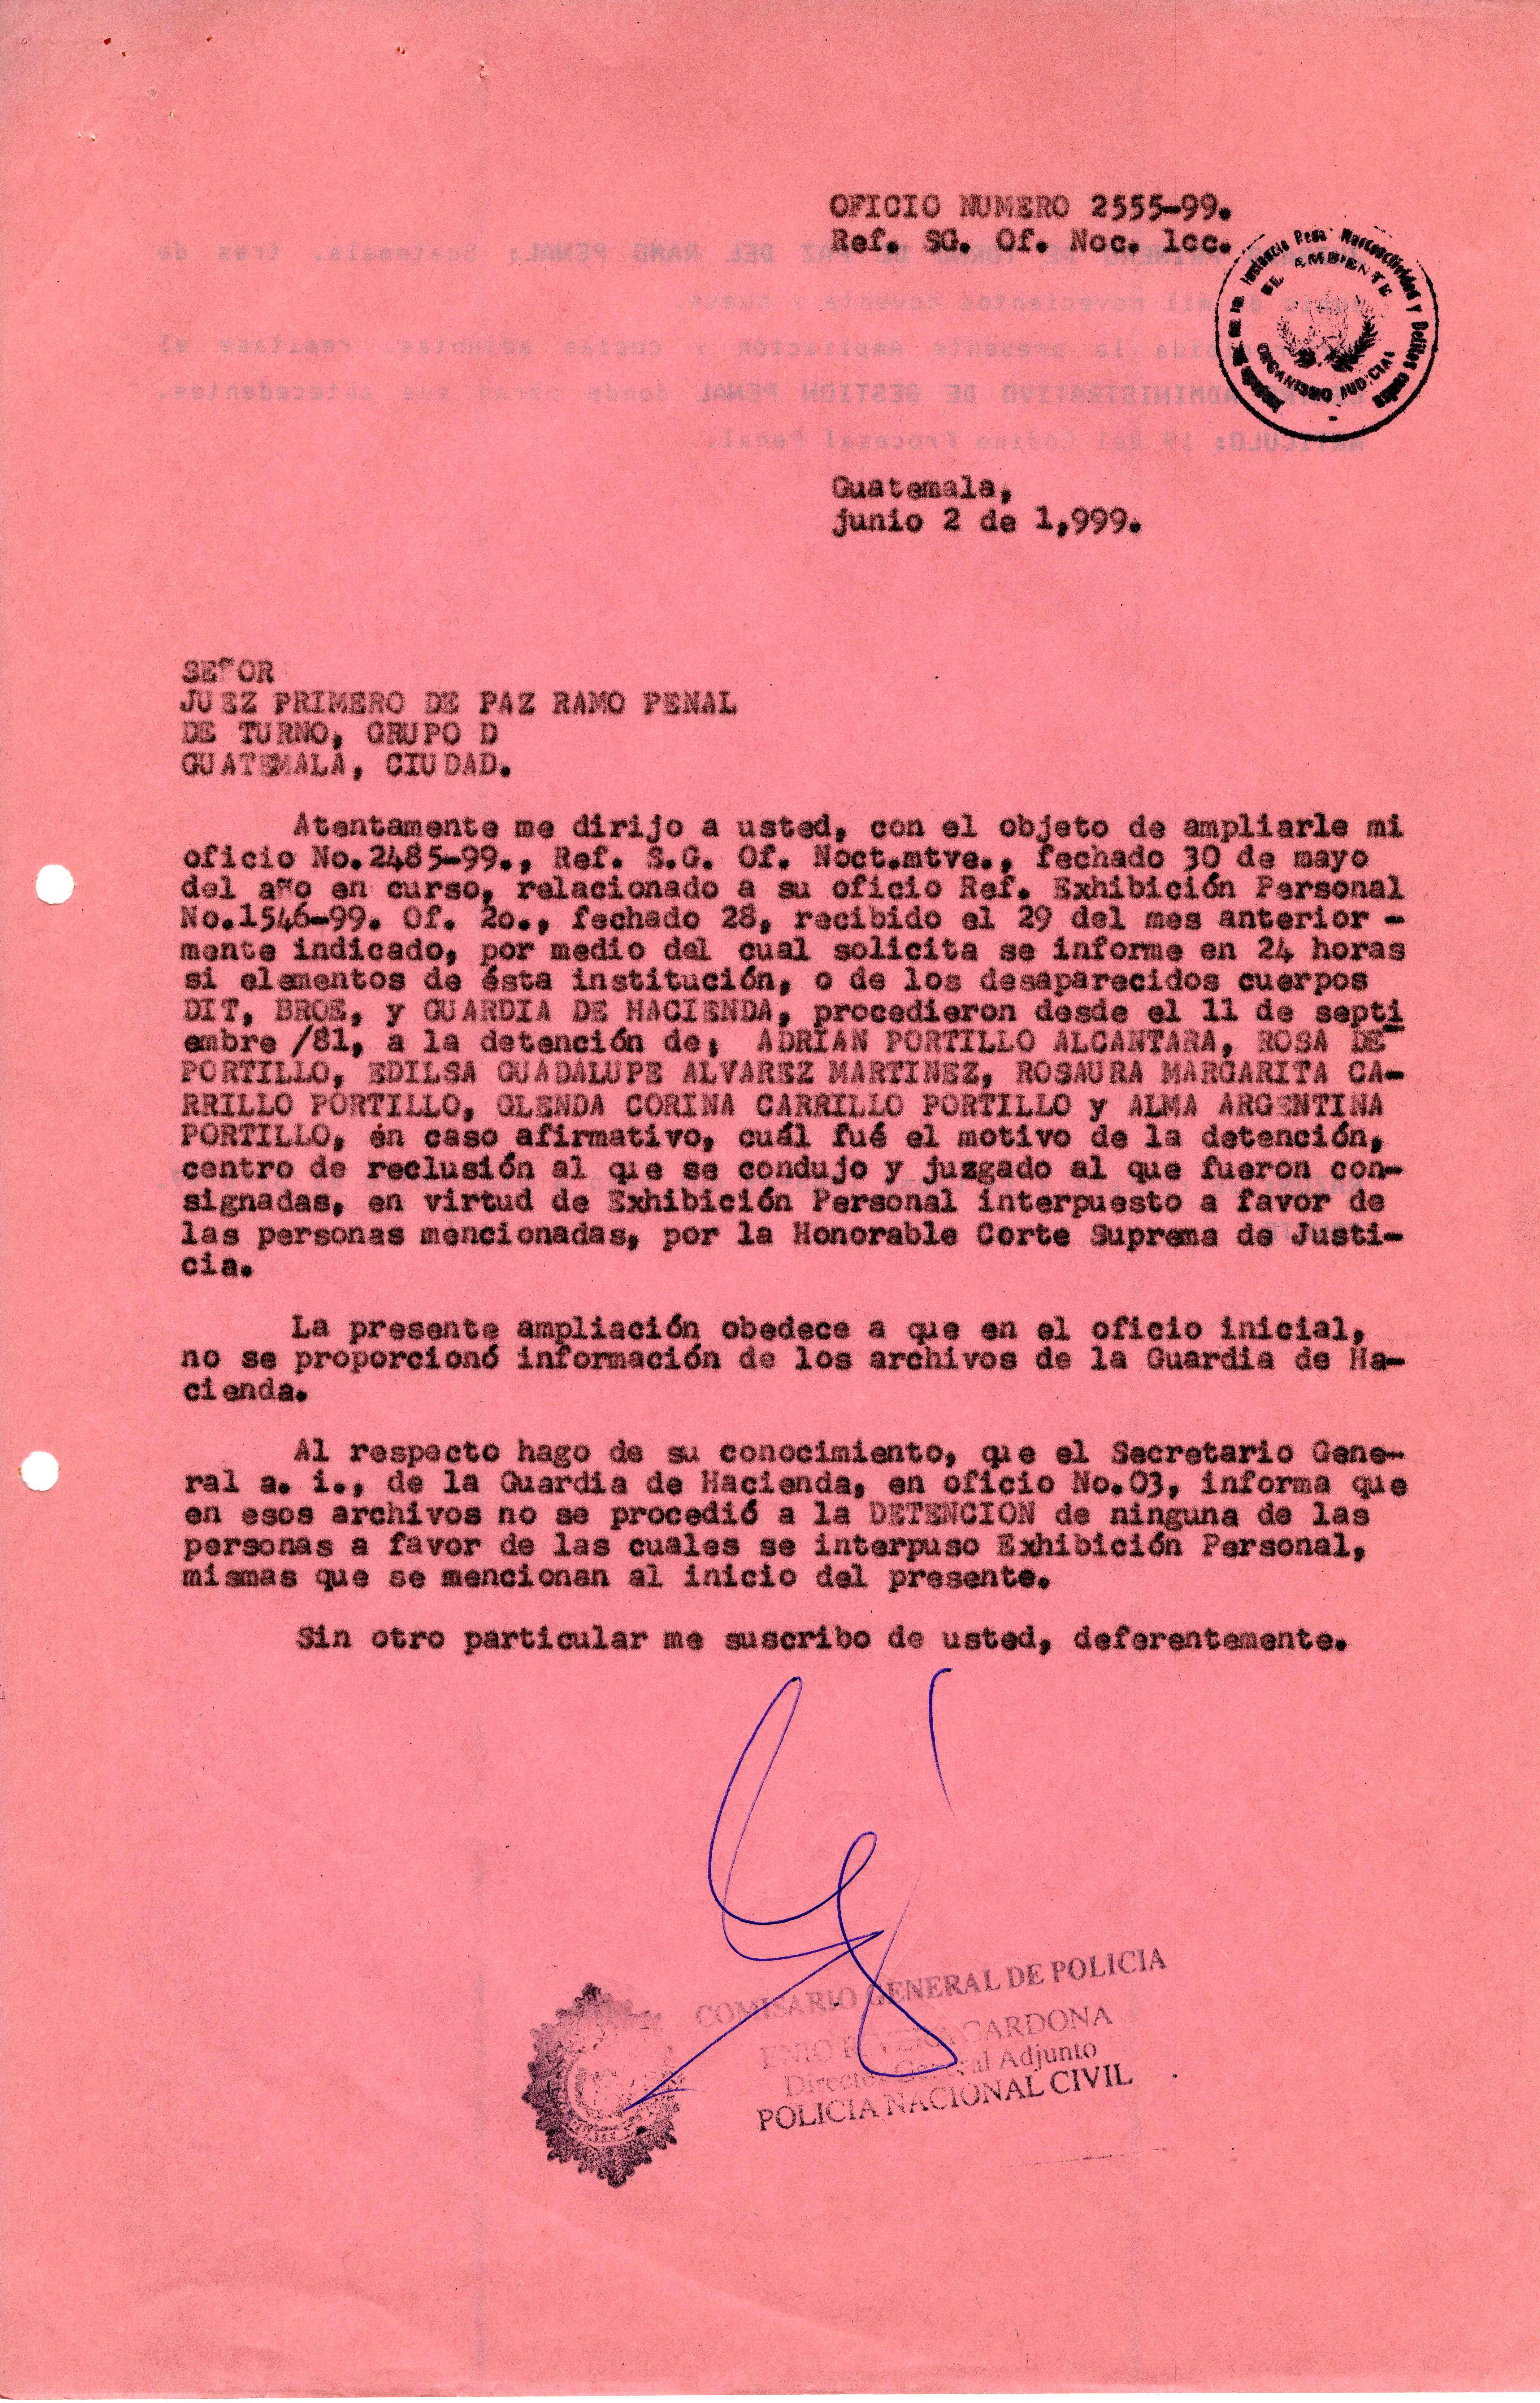 OFICIO NUMERO 2555-99.
Ref. SG. Of. Noc. lcc.
EL AMBIENTE
ORGANISMO JUDICIAL
Guatemala,
junio 2 de 1,999.
SEÑOR
JUEZ PRIMERO DE PAZ RAMO PENAL
DE TURNO, GRUPO D
GUATEMALA, CIUDAD.
Atentamente me dirijo a usted, con el objeto de ampliarle mi
oficio No.2485-99., Ref. S.G. Of. Noct.mtve., fechado 30 de mayo
del año en curso, relacionado a su oficio Ref. Exhibición Personal
No.1546-99. Of. 2o., fechado 28, recibido el 29 del mes anterior -
mente indicado, por medio del cual solicita se informe en 24 horas
si elementos de ésta institución, o de los desaparecidos cuerpos
DIT, BROE, y GUARDIA DE HACIENDA, procedieron desde el 11 de septi
embre /81, a la detención de; ADRIAN PORTILLO ALCANTARA, ROSA DE
PORTILLO, EDILSA GUADALUPE ALVAREZ MARTINEZ, ROSAURA MARGARITA CA-
RRILLO PORTILLO, GLENDA CORINA CARRILLO PORTILLO y ALMA ARGENTINA
PORTILLO, én caso afirmativo, cuál fué el motivo de la detención,
centro de reclusión al que se condujo y juzgado al que fueron con-
signadas, en virtud de Exhibición Personal interpuesto a favor de
las personas mencionadas, por la Honorable Corte Suprema de Justi-
cia.
La presente ampliación obedece a que en el oficio inicial,
no se proporcionó información de los archivos de la Guardia de Ha-
cienda.
Al respecto hago de su conocimiento, que el Secretario Gene-
ral a. i., de la Guardia de Hacienda, en oficio No.03, informa que
en esos archivos no se procedió a la DETENCION de ninguna de las
personas a favor de las cuales se interpuso Exhibición Personal,
mismas que se mencionan al inicio del presente.
Sin otro particular me suscribo de usted, deferentemente.
COMISARIO GENERAL DE POLICIA
ENIO RIVERA CARDONA
Director General Adjunto
POLICIA NACIONAL CIVIL